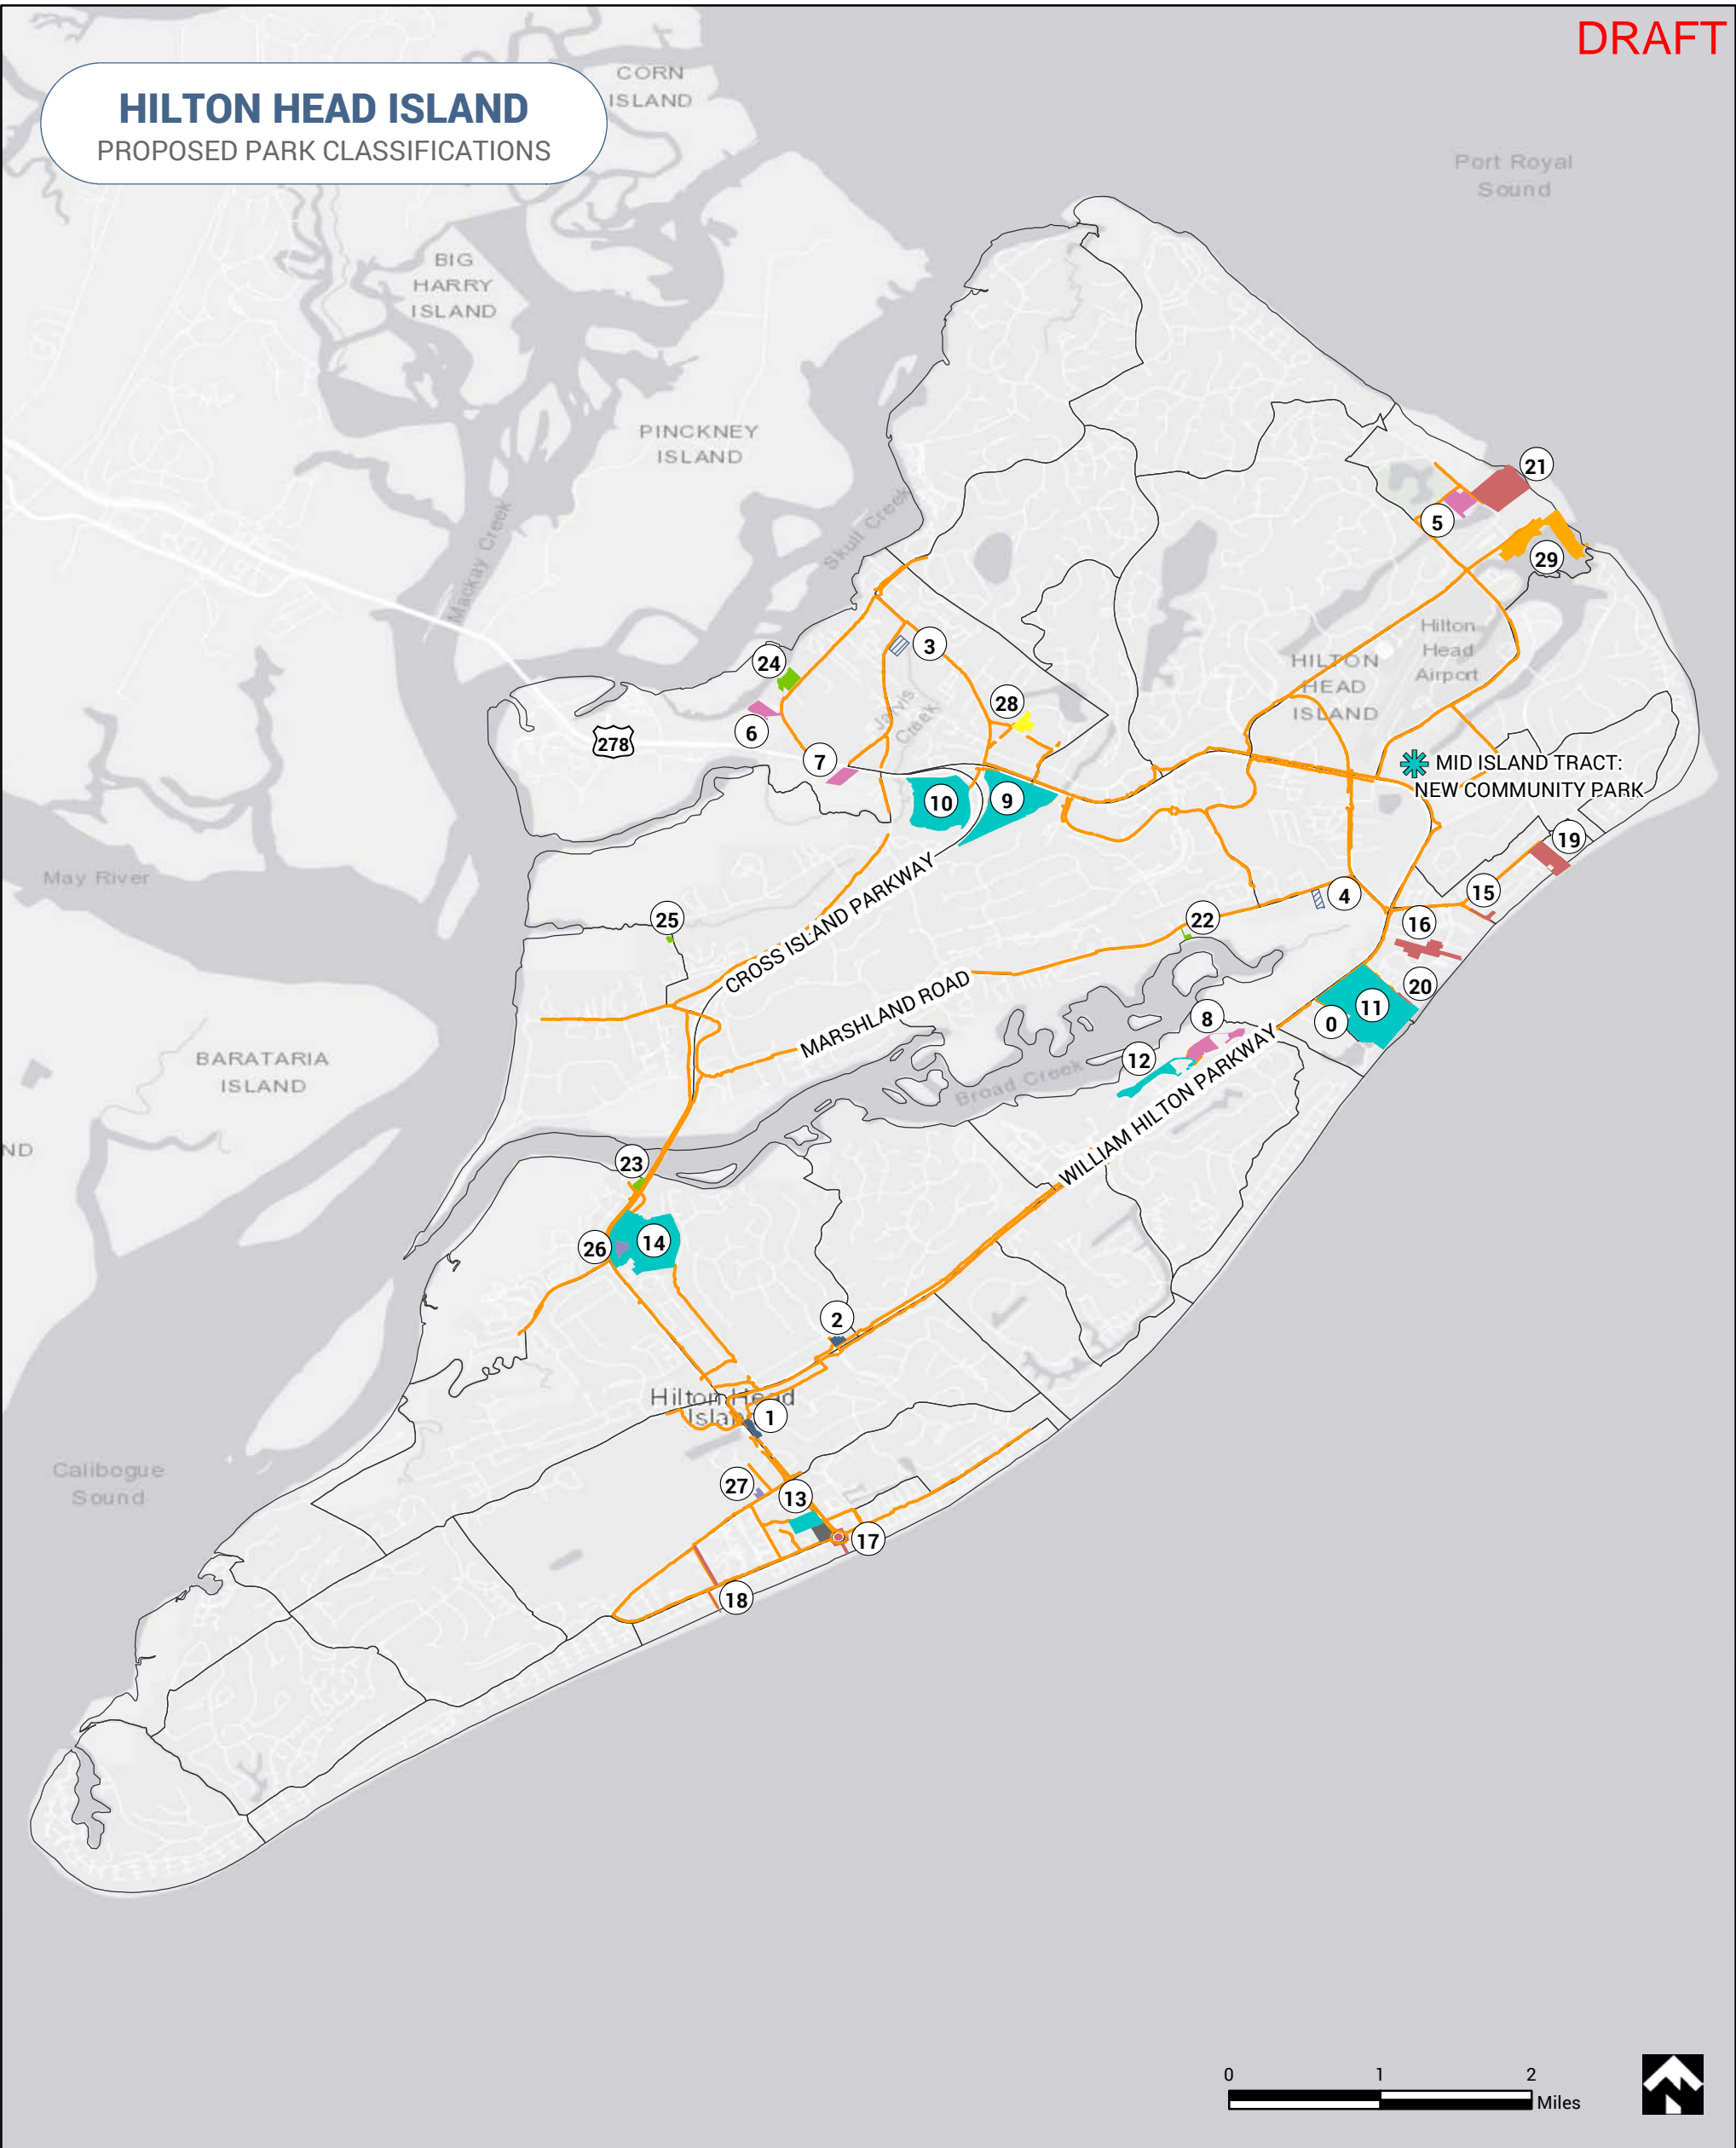 DRAFT
HILTON HEAD ISLAND
PROPOSED PARK CLASSIFICATIONS
CORN
ISLAND
Port Royal
Sound
BIG
HARRY
ISLAND
PINCKNEY
ISLAND
Mackay Creek
Skull Creek
21
5
29
Hilton
Head
Airport
HILTON
HEAD
ISLAND
3
24
28
6
Jarvis
Creek
278
7
MID ISLAND TRACT:
NEW COMMUNITY PARK
10
9
19
May River
CROSS ISLAND PARKWAY
4
15
25
22
16
MARSHLAND ROAD
20
11
0
8
12
BARATARIA
ISLAND
Broad Creek
WILLIAM HILTON PARKWAY
ND
23
26
14
2
Hilton Head
Islan
1
Calibogue
Sound
27
13
17
18
0 1 2
Miles